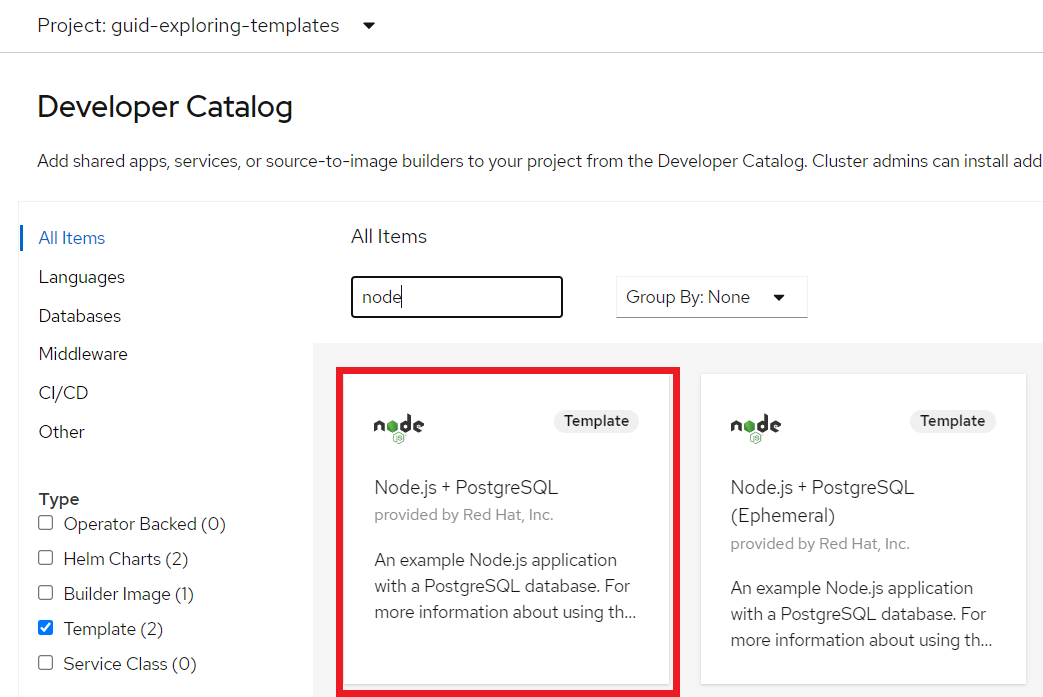 Project: guid-exploring-templates
Developer Catalog
Add shared apps, services, or source-to-image builders to your project from the Developer Catalog. Cluster admins can install add
All Items
Languages
Databases
Middleware
CI/CD
Other
Type
Operator Backed (0)
Helm Charts (2)
Builder Image (1)
Template (2)
Service Class (0)
All Items
node
Group By: None
node
JS
Template
Node.js + PostgreSQL
provided by Red Hat, Inc.
An example Node.js application
with a PostgreSQL database. For
more information about using th...
node
JS
Template
Node.js + PostgreSQL
(Ephemeral)
provided by Red Hat, Inc.
An example Node.js application
with a PostgreSQL database. For
more information about using th...